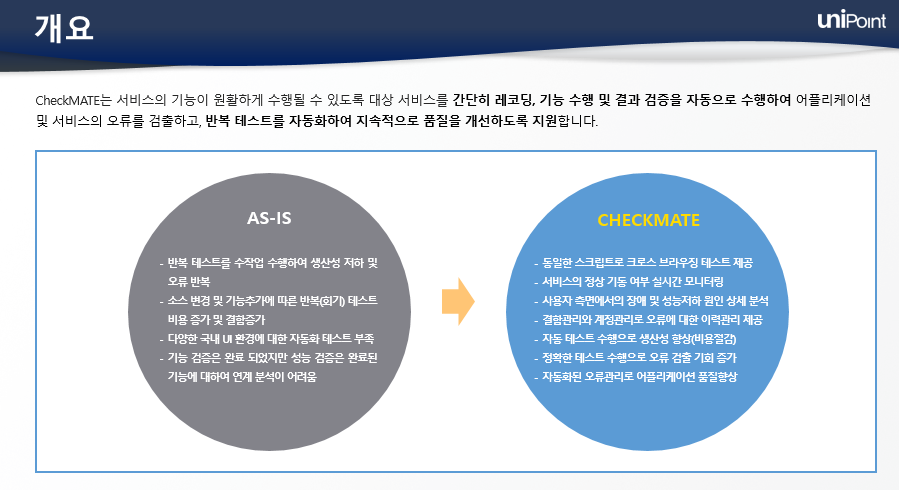 개요
uniPoint
CheckMATE는 서비스의 기능이 원활하게 수행될 수 있도록 대상 서비스를 간단히 레코딩, 기능 수행 및 결과 검증을 자동으로 수행하여 어플리케이션
및 서비스의 오류를 검출하고, 반복 테스트를 자동화하여 지속적으로 품질을 개선하도록 지원합니다.
AS-IS
- 반복 테스트를 수작업 수행하여 생산성 저하 및
오류 반복
- 소스 변경 및 기능추가에 따른 반복(회기) 테스트
비용 증가 및 결함증가
- 다양한 국내 UI 환경에 대한 자동화 테스트 부족
- 기능 검증은 완료 되었지만 성능 검증은 완료된
기능에 대하여 연계 분석이 어려움
CHECKMATE
- 동일한 스크립트로 크로스 브라우징 테스트 제공
- 서비스의 정상 기동 여부 실시간 모니터링
- 사용자 측면에서의 장애 및 성능저하 원인 상세 분석
- 결함관리와 계정관리로 오류에 대한 이력관리 제공
- 자동 테스트 수행으로 생산성 향상(비용절감)
- 정확한 테스트 수행으로 오류 검출 기회 증가
- 자동화된 오류관리로 어플리케이션 품질향상